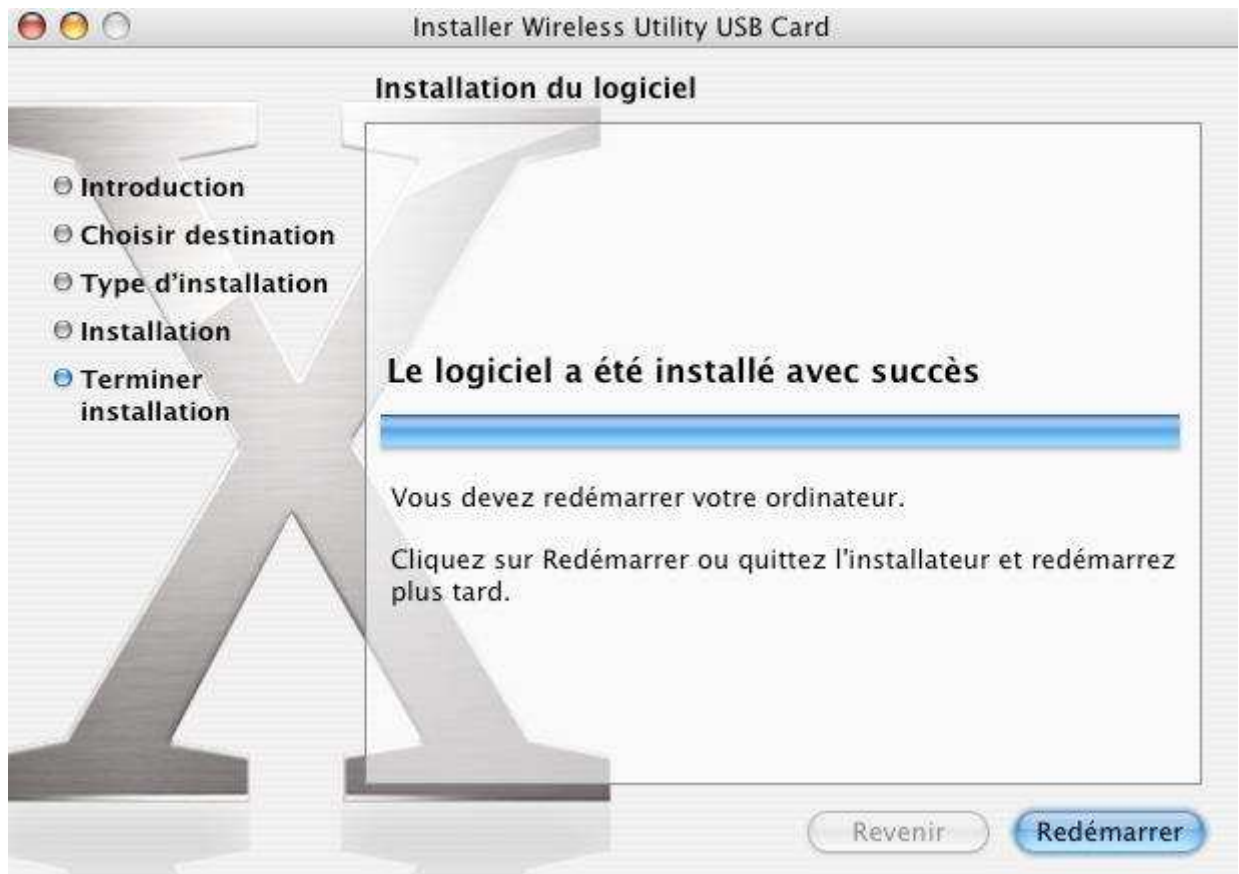 Installer Wireless Utility USB Card
Installation du logiciel
Introduction
Choisir destination
Type d'installation
Installation
Terminer
installation
Le logiciel a été installé avec succès
Vous devez redémarrer votre ordinateur.
Cliquez sur Redémarrer ou quittez l'installateur et redémarrez
plus tard.
Revenir
Redémarrer